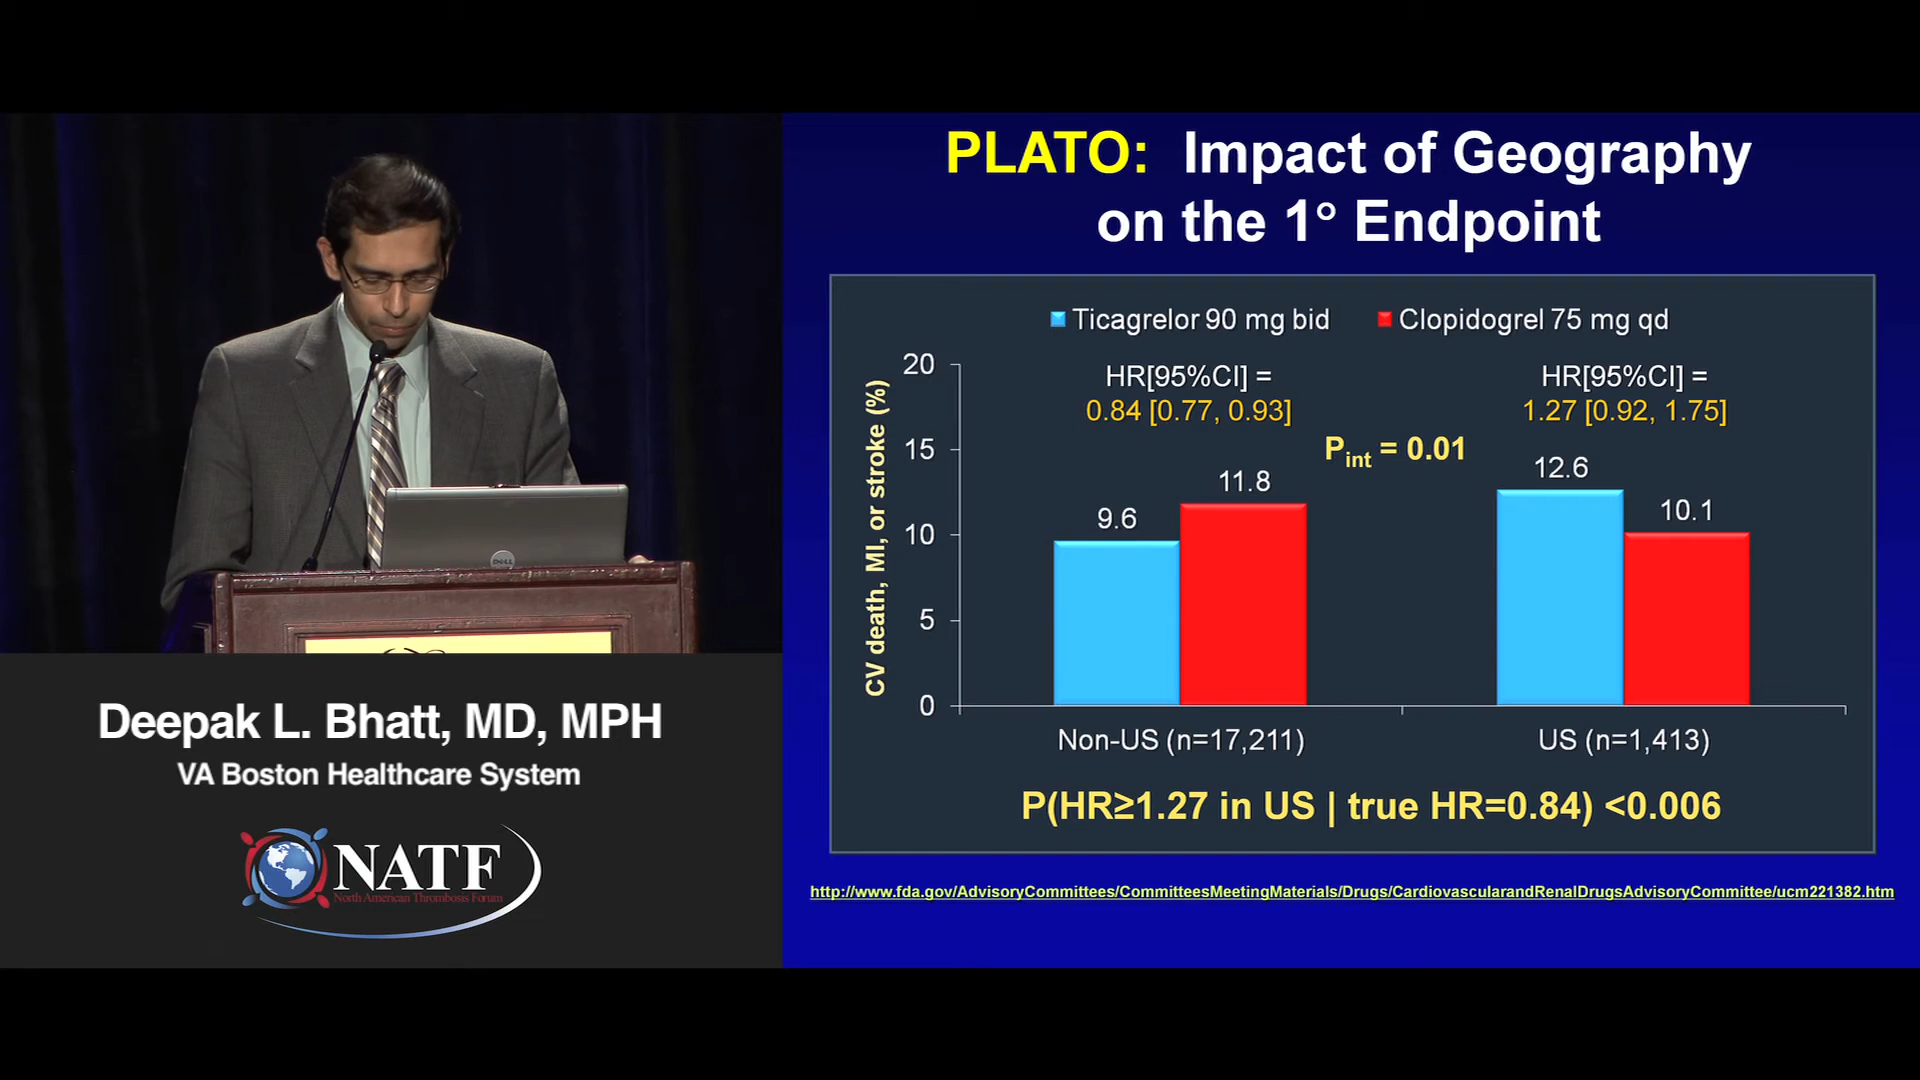 PLATO: Impact of Geography
on the 1° Endpoint
Ticagrelor 90 mg bid
Clopidogrel 75 mg qd
CV death, MI, or stroke (%)
20
15
10
5
0
HR[95%CI] =
0.84 [0.77, 0.93]
HR[95%CI] =
1.27 [0.92, 1.75]
Pint = 0.01
9.6
11.8
12.6
10.1
Non-US (n=17,211)
US (n=1,413)
P(HR≥1.27 in US | true HR=0.84) <0.006
http://www.fda.gov/AdvisoryCommittees/CommitteesMeetingMaterials/Drugs/CardiovascularandRenalDrugsAdvisoryCommittee/ucm221382.htm
DELL
Deepak L. Bhatt, MD, MPH
VA Boston Healthcare System
NATF
North American Thrombosis Forum